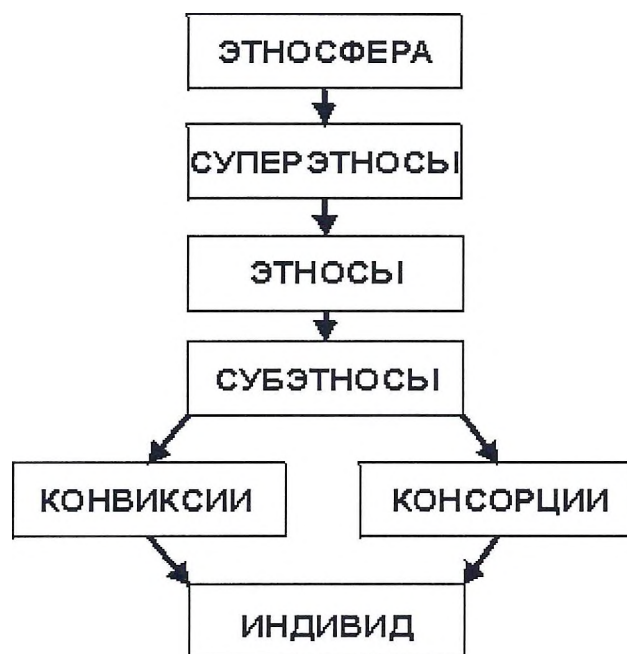 ЭТНОСФЕРА
СУПЕРЭТНОСЫ
ЭТНОСЫ
СУБЭТНОСЫ
КОНВИКСИИ
КОНСОРЦИИ
ИНДИВИД